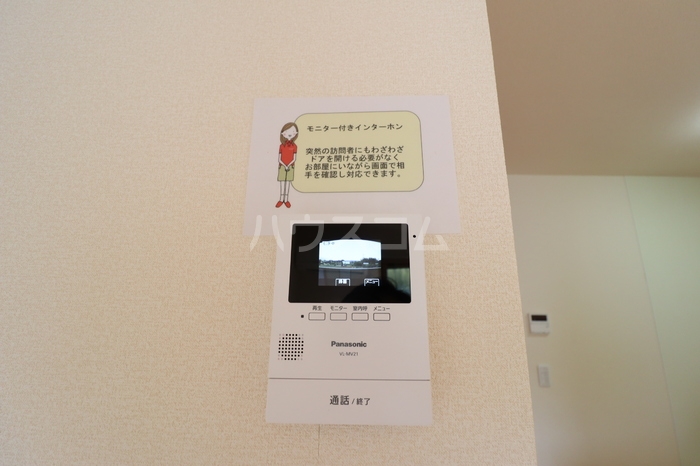 モニター付きインターホン
突然の訪問者にもわざわざ
ドアを開ける必要がなく
お部屋にいながら画面で相
手を確認し対応できます。
ハウスコム
メニュー
再生 モニター 室内呼 メニュー
Panasonic
通話 / 終了